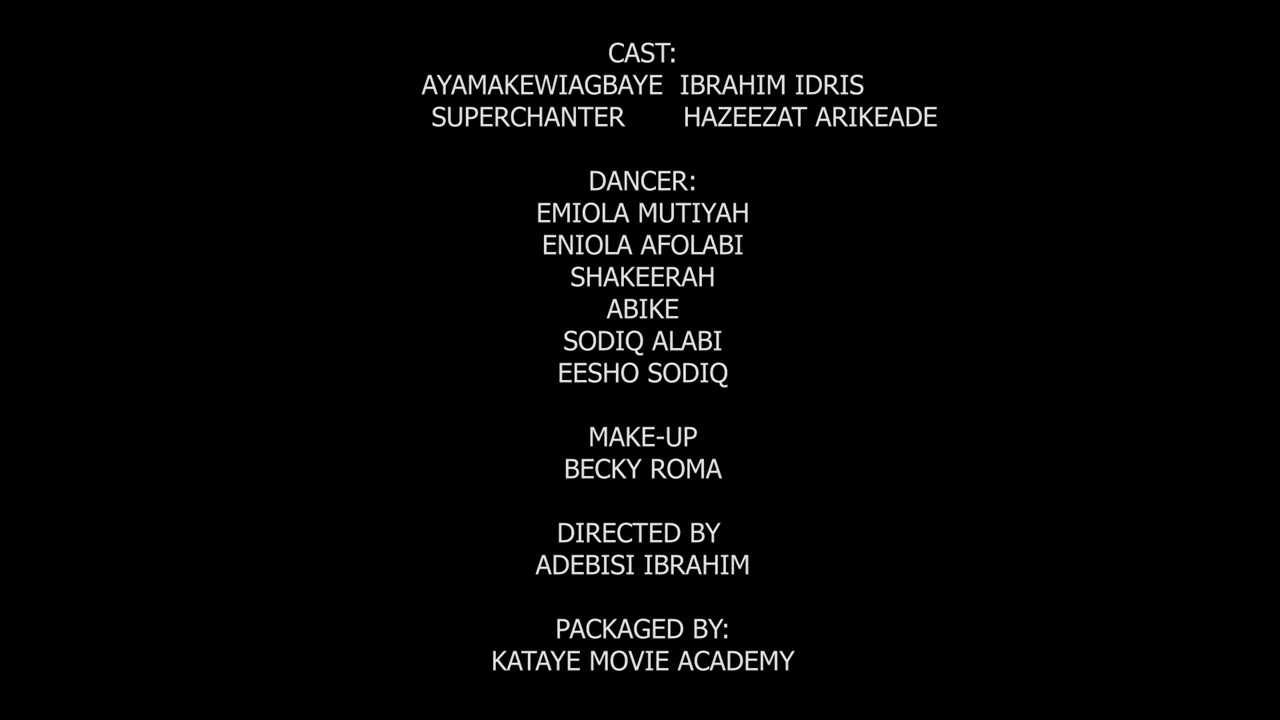 CAST:
AYAMAKEWIAGBAYE IBRAHIM IDRIS
SUPERCHANTER HAZEEZAT ARIKEADE
DANCER:
EMIOLA MUTIYAH
ENIOLA AFOLABI
SHAKEERAH
ABIKE
SODIQ ALABI
EESHO SODIQ
MAKE-UP
BECKY ROMA
DIRECTED BY
ADEBISI IBRAHIM
PACKAGED BY:
KATAYE MOVIE ACADEMY